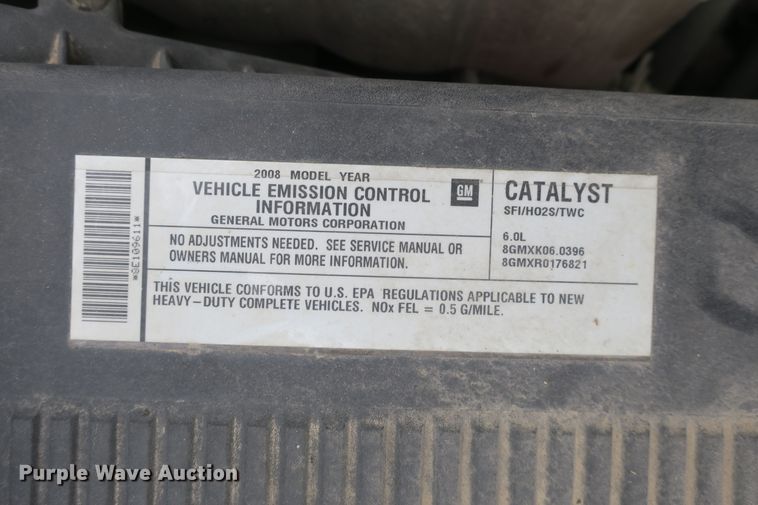 *8E109611*
2008 MODEL YEAR
VEHICLE EMISSION CONTROL
INFORMATION
GENERAL MOTORS CORPORATION
GM
NO ADJUSTMENTS NEEDED. SEE SERVICE MANUAL OR
OWNERS MANUAL FOR MORE INFORMATION.
CATALYST
SFI/HO2S/TWC
6.0L
8GMXK06.0396
8GMXR0176821
THIS VEHICLE CONFORMS TO U.S. EPA REGULATIONS APPLICABLE TO NEW
HEAVY-DUTY COMPLETE VEHICLES. NOx FEL = 0.5 G/MILE.
Purple Wave Auction